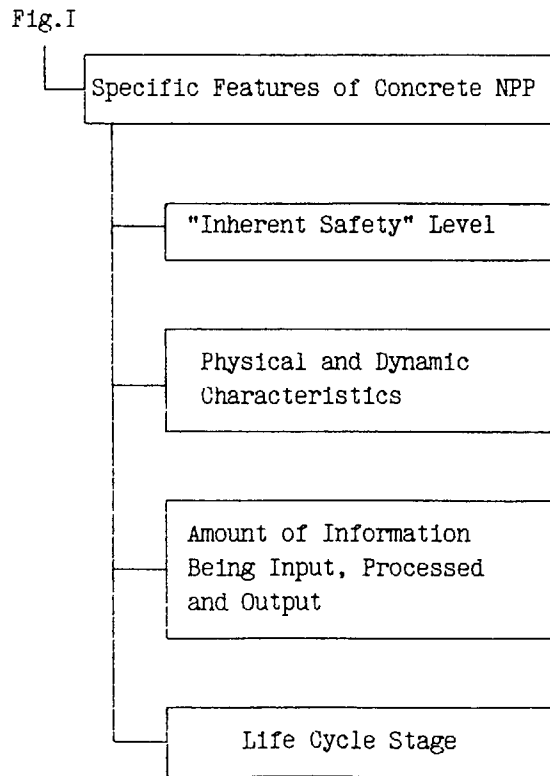 Fig.I
Specific Features of Concrete NPP
"Inherent Safety" Level
Physical and Dynamic
Characteristics
Amount of Information
Being Input, Processed
and Output
Life Cycle Stage